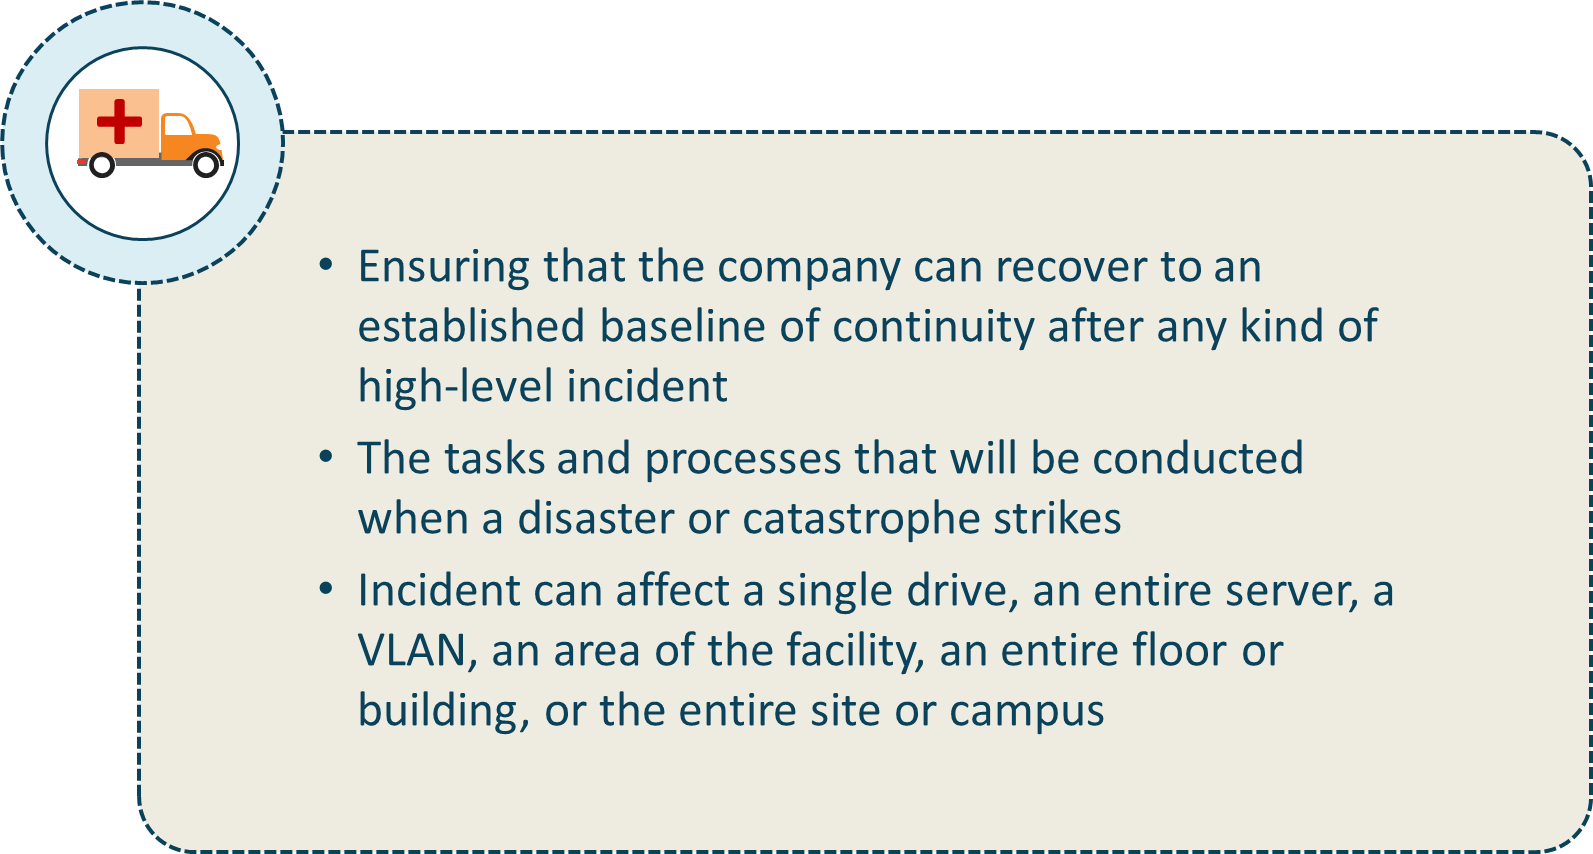 • Ensuring that the company can recover to an
established baseline of continuity after any kind of
high-level incident
• The tasks and processes that will be conducted
when a disaster or catastrophe strikes
• Incident can affect a single drive, an entire server, a
VLAN, an area of the facility, an entire floor or
building, or the entire site or campus